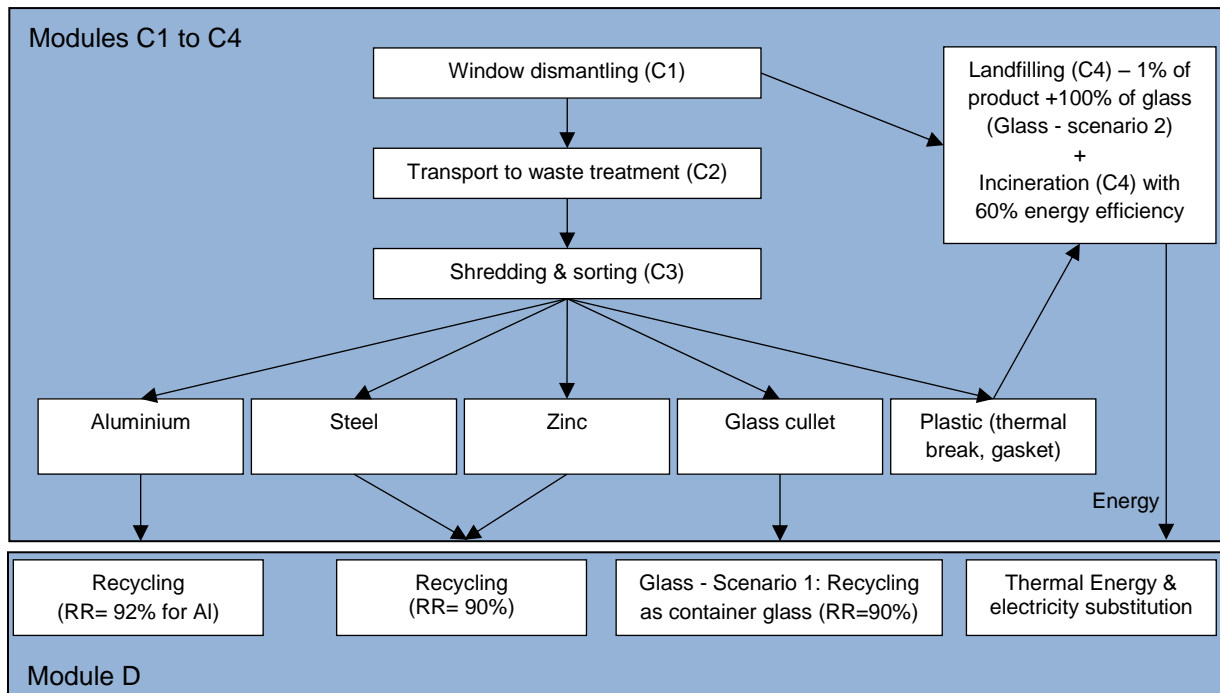 Modules C1 to C4
Window dismantling (C1)
Landfilling (C4) – 1% of
product +100% of glass
(Glass - scenario 2)
+
Incineration (C4) with
60% energy efficiency
Transport to waste treatment (C2)
Shredding & sorting (C3)
Aluminium
Steel
Zinc
Glass cullet
Plastic (thermal
break, gasket)
Energy
Recycling
(RR= 92% for Al)
Recycling
(RR= 90%)
Glass - Scenario 1: Recycling
as container glass (RR=90%)
Thermal Energy &
electricity substitution
Module D